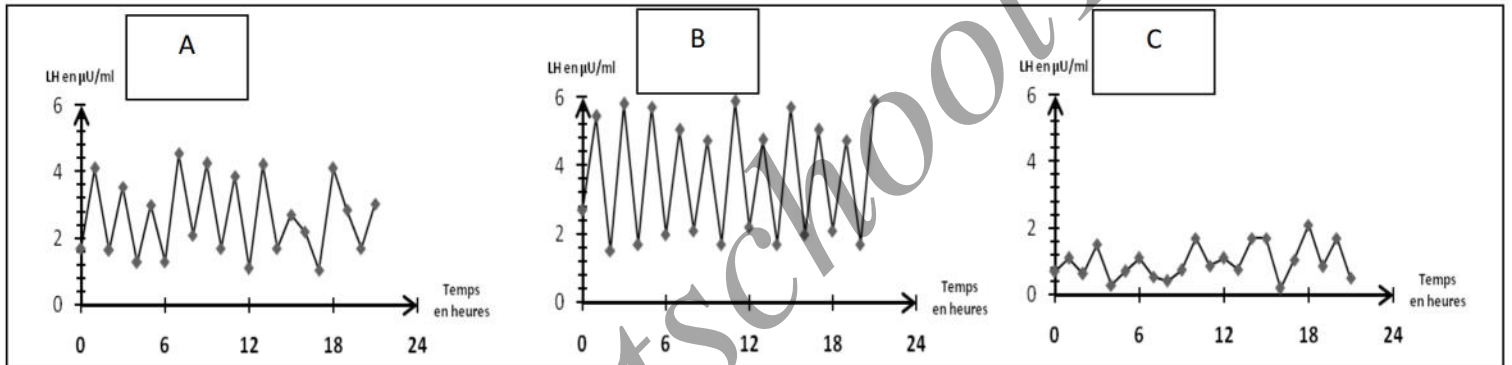 A
LH en µU/ml
6
4
2
0
0 6 12 18 24
Temps
en heures
B
LH en µU/ml
6
4
2
0
0 6 12 18 24
Temps
en heures
C
LH en µU/ml
6
4
2
0
0 6 12 18 24
Temps
en heures
tschool